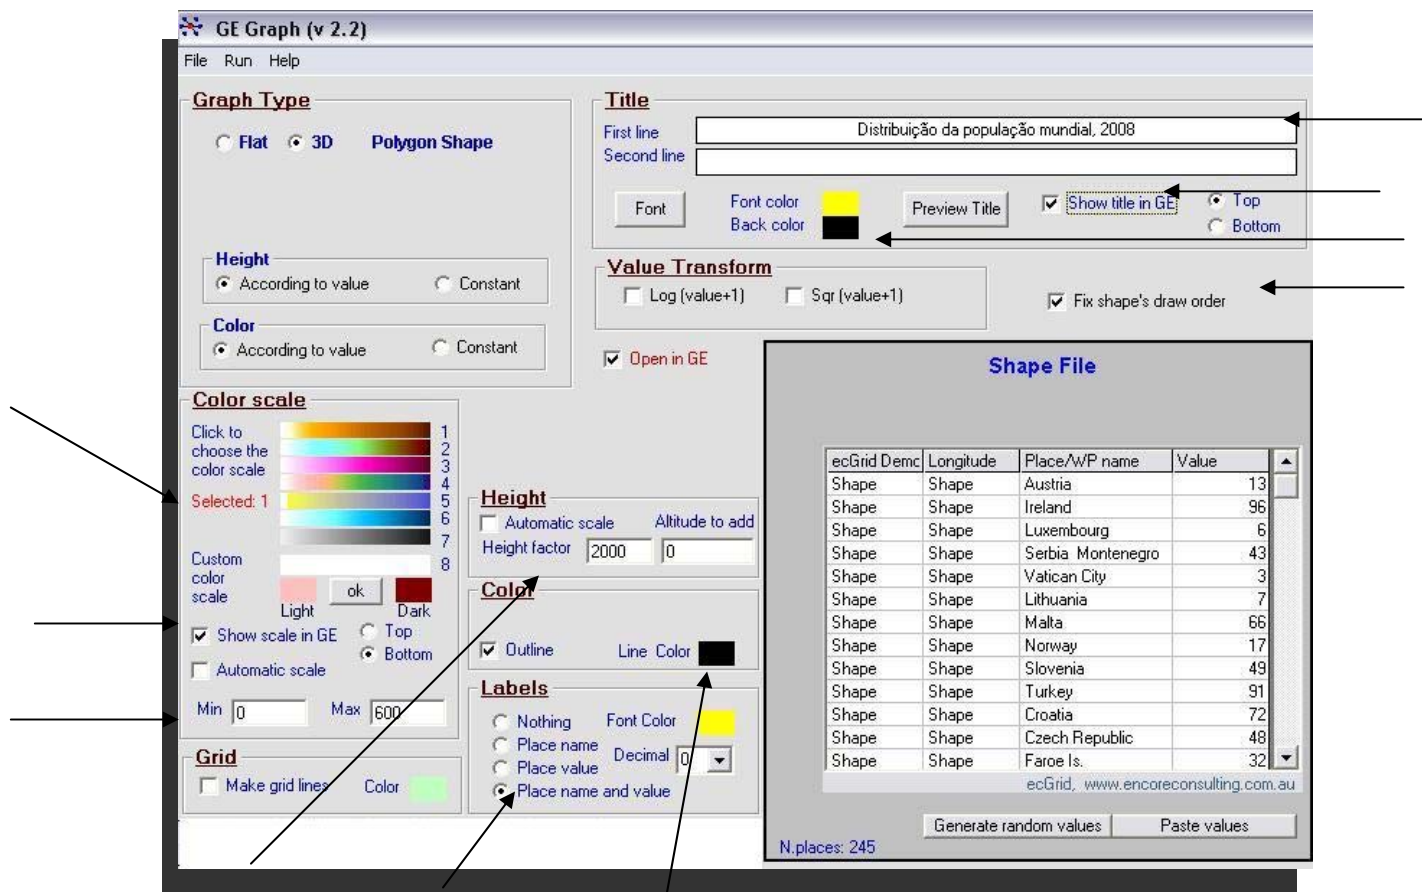 GE Graph (v 2.2)
File Run Help
Graph Type
Flat 3D Polygon Shape
Height
According to value Constant
Color
According to value Constant
Title
First line Distribuição da população mundial, 2008
Second line
Font Font color Back color Preview Title Show title in GE Top
Bottom
Value Transform
Log (value+1) Sqr (value+1)
Fix shape's draw order
Open in GE
Color scale
Click to
choose the
color scale
Selected: 1
1
2
3
4
5
6
7
8
Custom
color
scale
Light ok Dark
Show scale in GE Top
Bottom
Automatic scale
Min 0 Max 600
Grid
Make grid lines Color
Height
Automatic scale Altitude to add
Height factor 2000 0
Color
Outline Line Color
Labels
Nothing Font Color
Place name
Decimal 0
Place value
Place name and value
Shape File
ecGrid Demo Longitude Place/WP name Value
Shape Shape Austria 13
Shape Shape Ireland 96
Shape Shape Luxembourg 6
Shape Shape Serbia Montenegro 43
Shape Shape Vatican City 3
Shape Shape Lithuania 7
Shape Shape Malta 66
Shape Shape Norway 17
Shape Shape Slovenia 49
Shape Shape Turkey 91
Shape Shape Croatia 72
Shape Shape Czech Republic 48
Shape Shape Faroe Is. 32
ecGrid, www.encoreconsulting.com.au
Generate random values Paste values
N.places: 245